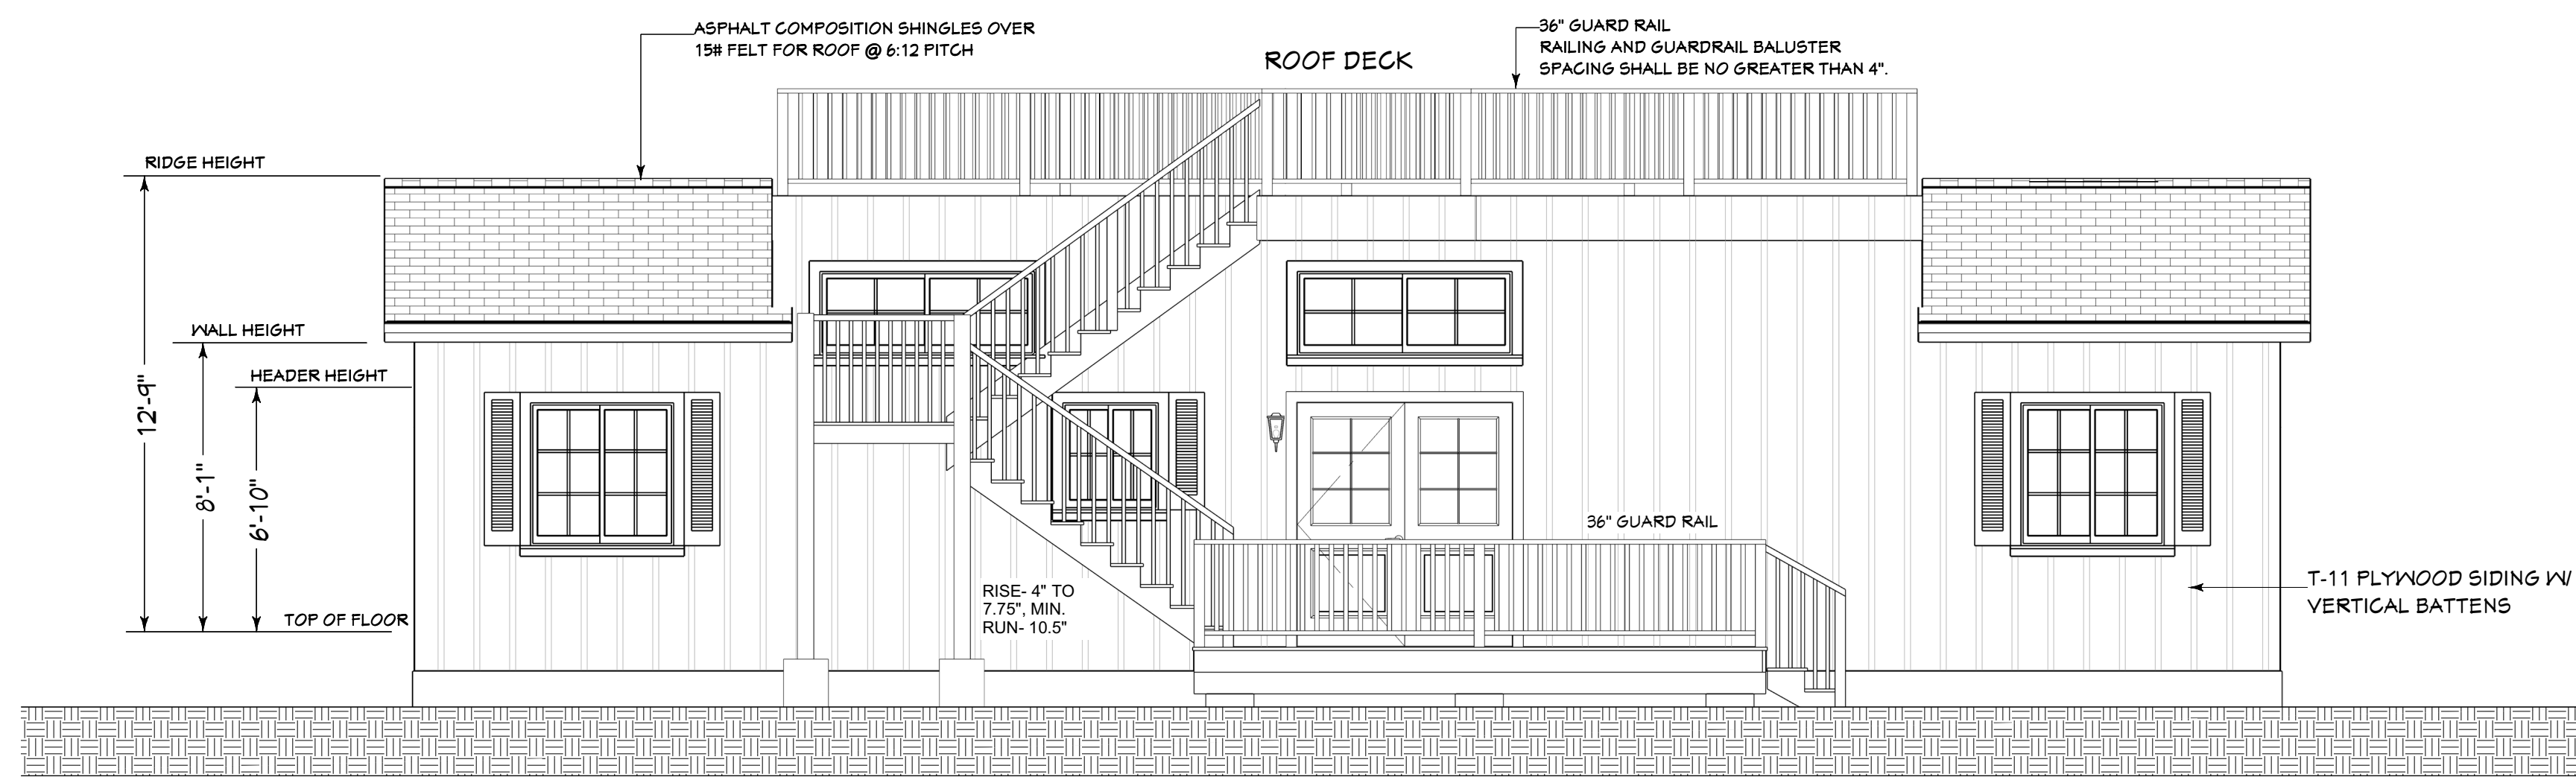 ASPHALT COMPOSITION SHINGLES OVER
15# FELT FOR ROOF @ 6:12 PITCH
ROOF DECK
36" GUARD RAIL
RAILING AND GUARDRAIL BALUSTER
SPACING SHALL BE NO GREATER THAN 4".
RIDGE HEIGHT
WALL HEIGHT
HEADER HEIGHT
12'-9"
8'-1"
6'-10"
TOP OF FLOOR
36" GUARD RAIL
RISE- 4" TO
7.75", MIN.
RUN- 10.5"
T-11 PLYWOOD SIDING W/
VERTICAL BATTENS